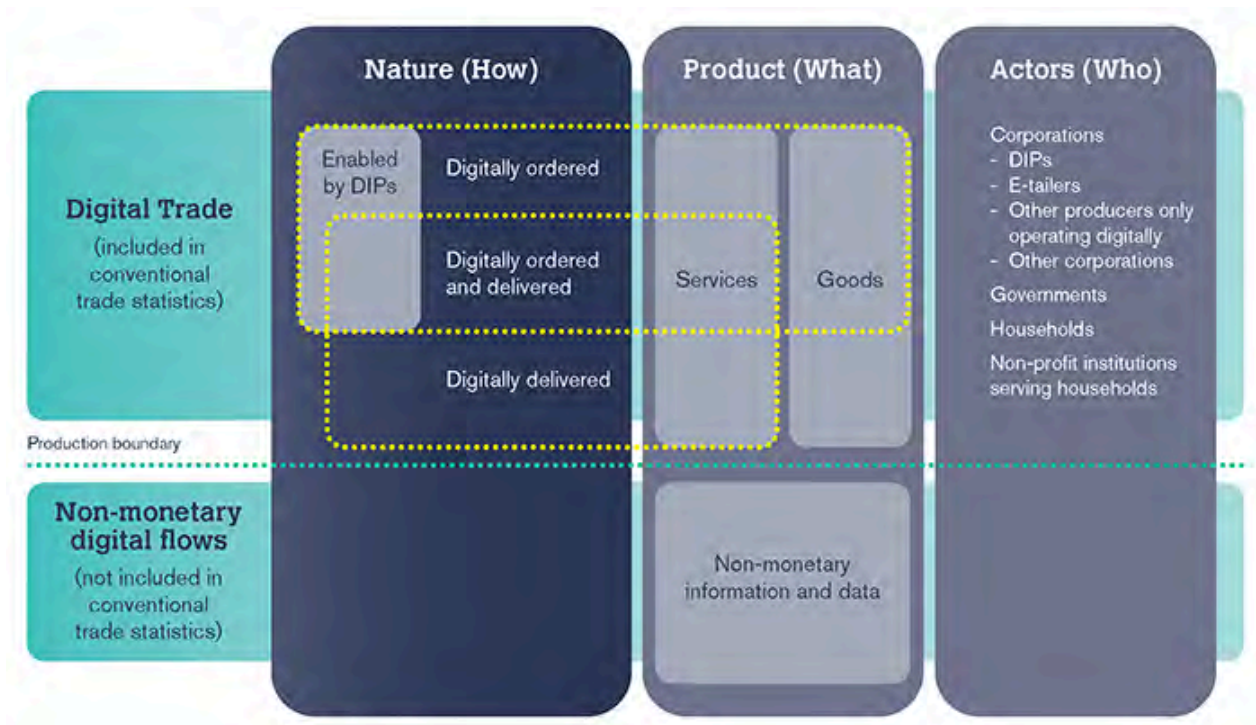 Nature (How)
Product (What)
Actors (Who)
Digital Trade
(included in
conventional
trade statistics)
Enabled
by DIPs
Digitally ordered
Digitally ordered
and delivered
Digitally delivered
Services
Goods
Corporations
- DIPs
- E-tailers
- Other producers only
operating digitally
- Other corporations
Governments
Households
Non-profit institutions
serving households
Production boundary
Non-monetary
digital flows
(not included in
conventional
trade statistics)
Non-monetary
information and data